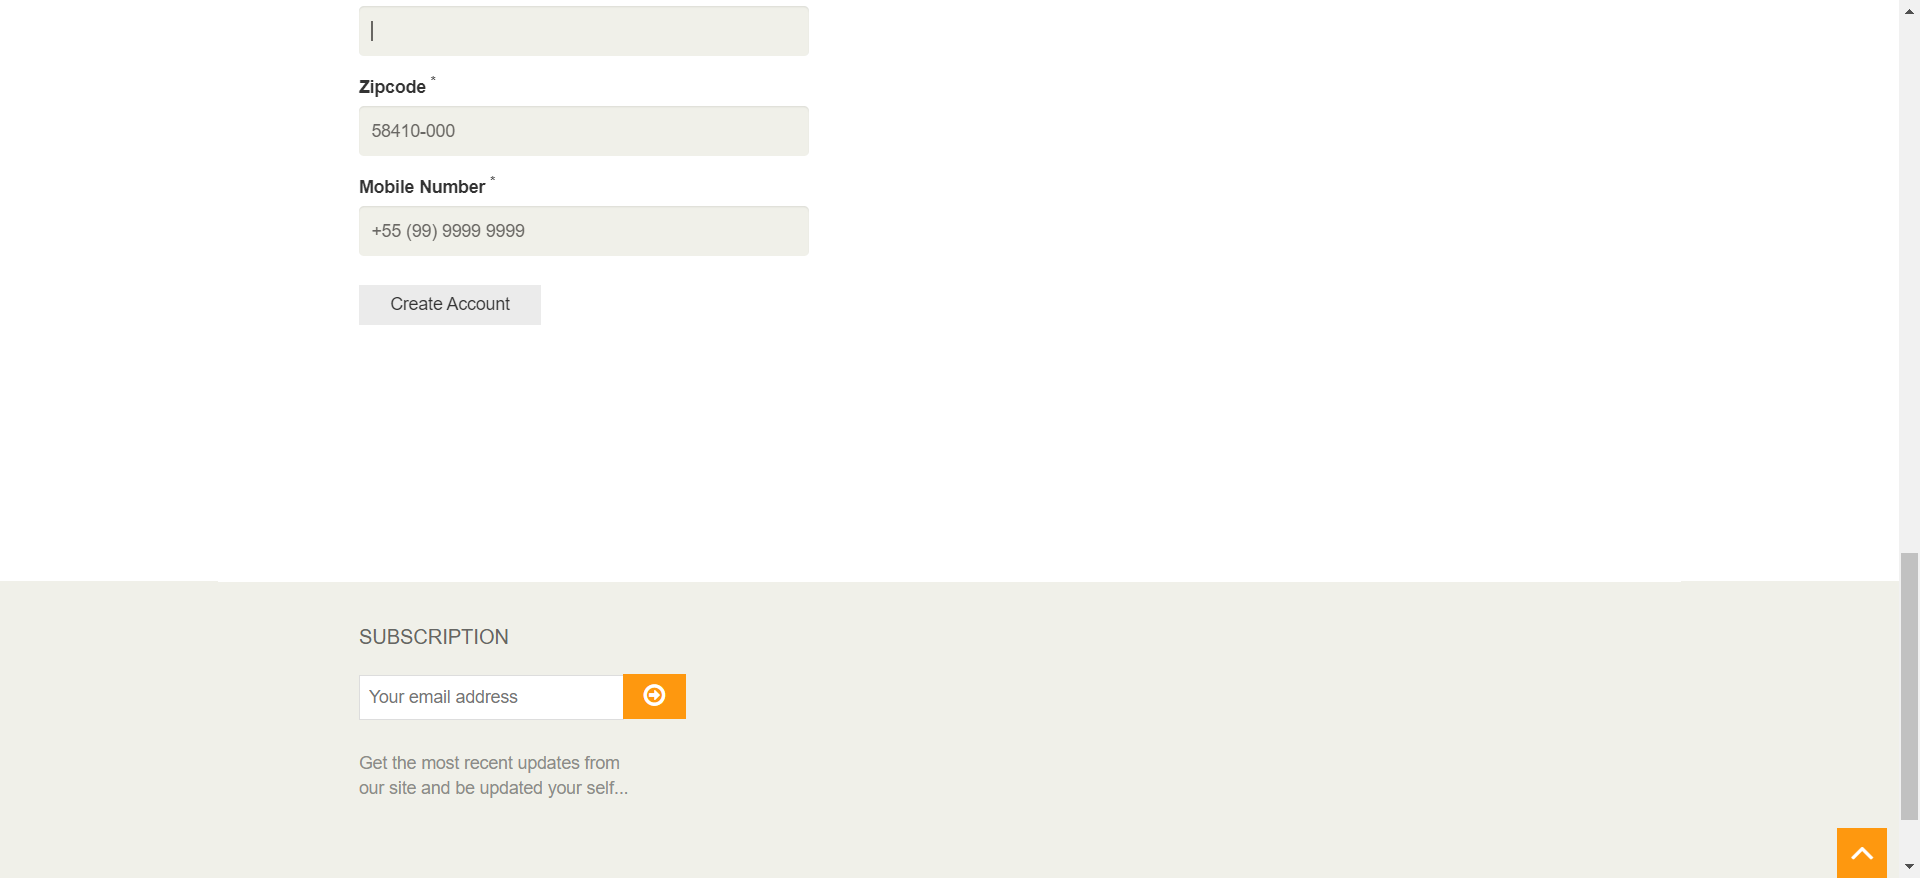 Zipcode *
58410-000
Mobile Number *
+55 (99) 9999 9999
Create Account
SUBSCRIPTION
Your email address
Get the most recent updates from
our site and be updated your self...